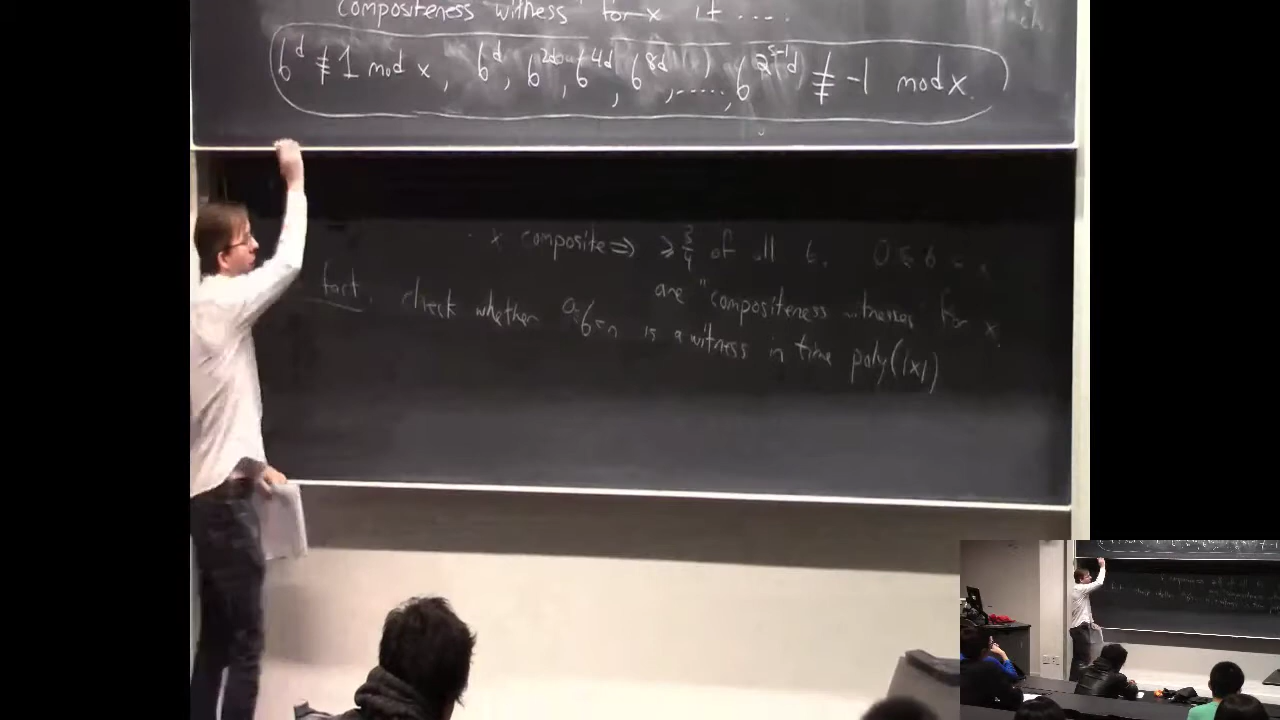 compositeness witness" for x if ....
b^d ≢ 1 mod x, b^d, b^{2d}, b^{4d}, b^{8d}, ....., b^{2^{s-1}d} ≢ -1 mod x.
x composite ⇒ ≥ 3/4 of all b,
are "compositeness witnesses" for x.
fact. check whether 0≤b≤n is a witness in time poly(|x|)